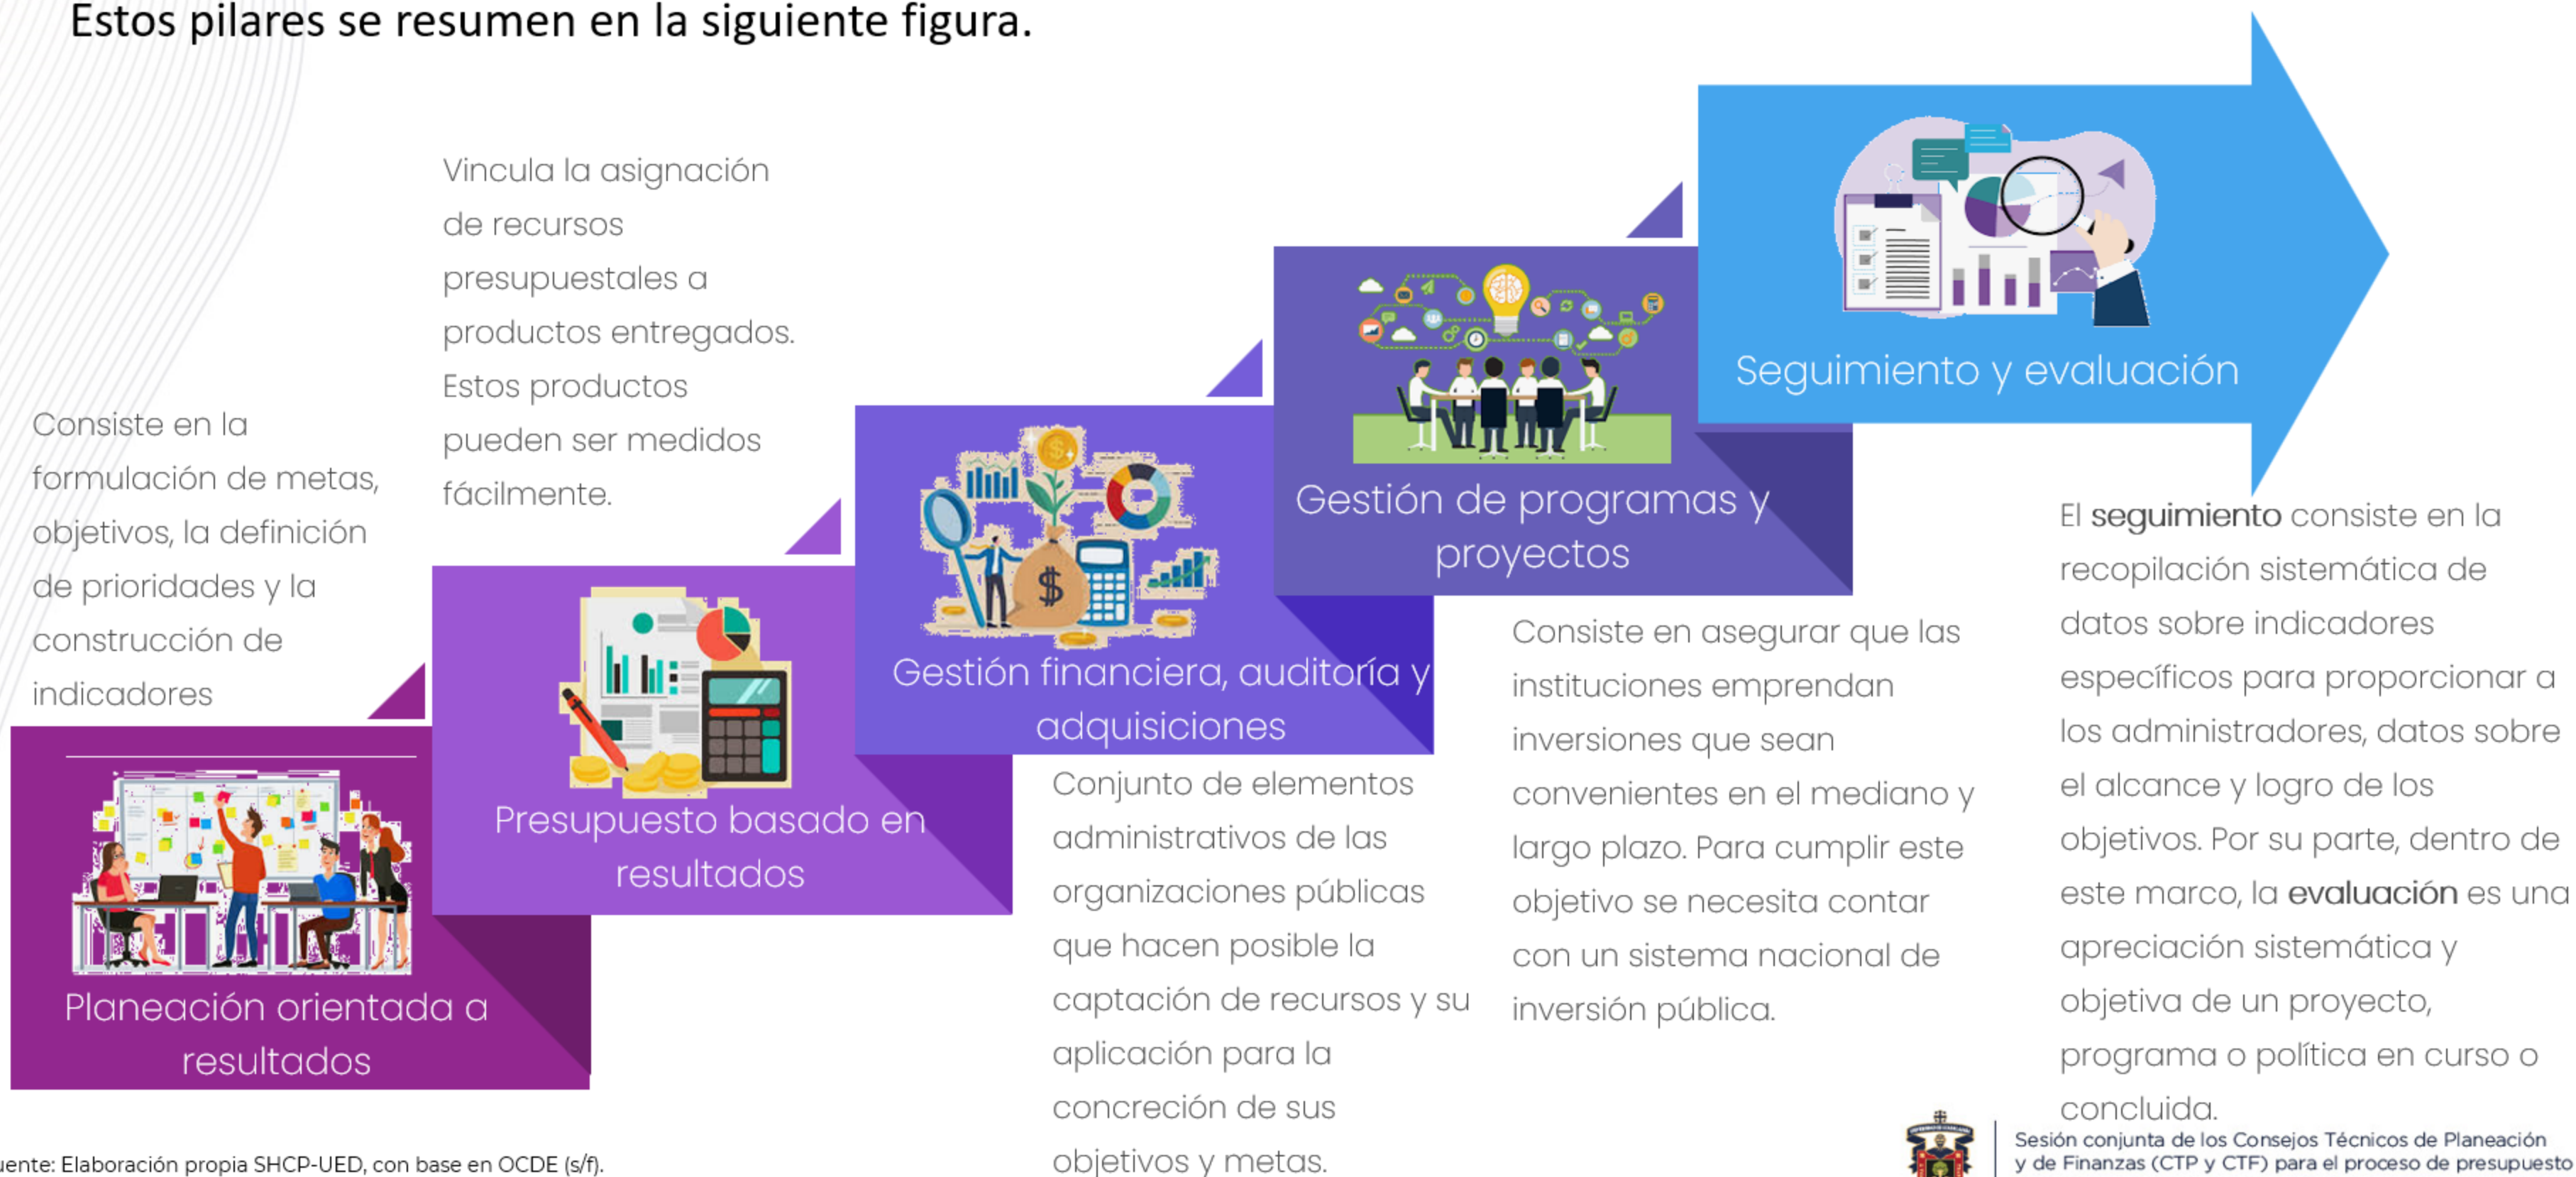 Estos pilares se resumen en la siguiente figura.
Consiste en la
formulación de metas,
objetivos, la definición
de prioridades y la
construcción de
indicadores
Planeación orientada a
resultados
Vincula la asignación
de recursos
presupuestales a
productos entregados.
Estos productos
pueden ser medidos
fácilmente.
Presupuesto basado en
resultados
Gestión financiera, auditoría y
adquisiciones
Conjunto de elementos
administrativos de las
organizaciones públicas
que hacen posible la
captación de recursos y su
aplicación para la
concreción de sus
objetivos y metas.
Gestión de programas y
proyectos
Consiste en asegurar que las
instituciones emprendan
inversiones que sean
convenientes en el mediano y
largo plazo. Para cumplir este
objetivo se necesita contar
con un sistema nacional de
inversión pública.
Seguimiento y evaluación
El seguimiento consiste en la
recopilación sistemática de
datos sobre indicadores
específicos para proporcionar a
los administradores, datos sobre
el alcance y logro de los
objetivos. Por su parte, dentro de
este marco, la evaluación es una
apreciación sistemática y
objetiva de un proyecto,
programa o política en curso o
concluida.
uente: Elaboración propia SHCP-UED, con base en OCDE (s/f).
Sesión conjunta de los Consejos Técnicos de Planeación
y de Finanzas (CTP y CTF) para el proceso de presupuesto